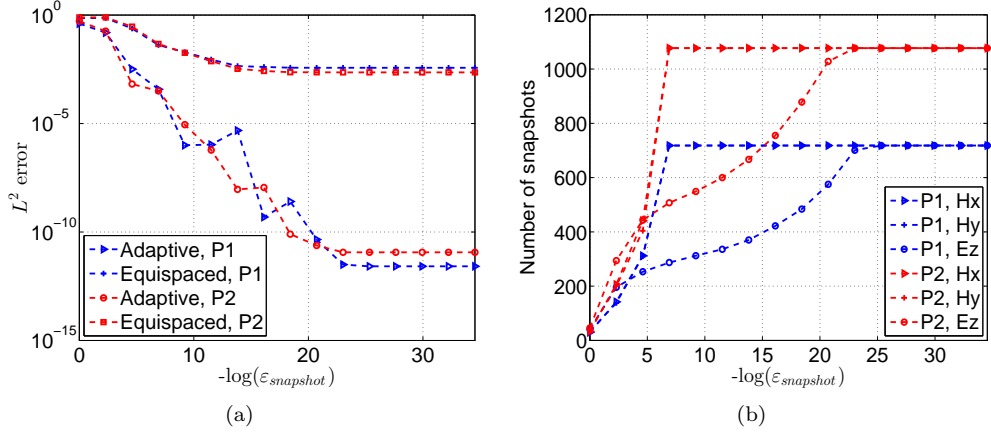 10^0
10^-5
10^-10
10^-15
L^2 error
0
10
20
30
-log(ε_snapshot)
Adaptive, P1
Equispaced, P1
Adaptive, P2
Equispaced, P2
(a)
1200
1000
800
600
400
200
0
Number of snapshots
0
5
10
15
20
25
30
-log(ε_snapshot)
P1, Hx
P1, Hy
P1, Ez
P2, Hx
P2, Hy
P2, Ez
(b)